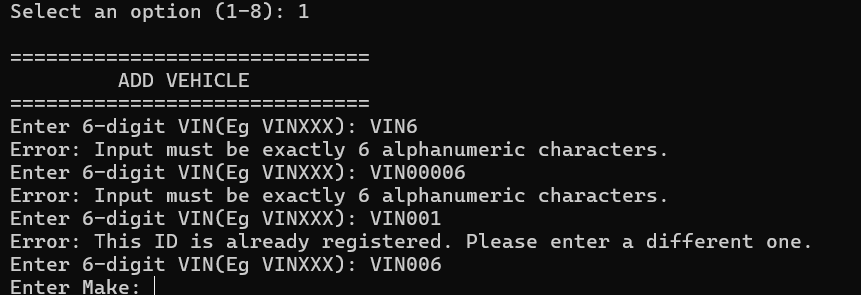 Select an option (1-8): 1
==============================
ADD VEHICLE
==============================
Enter 6-digit VIN(Eg VINXXX): VIN6
Error: Input must be exactly 6 alphanumeric characters.
Enter 6-digit VIN(Eg VINXXX): VIN00006
Error: Input must be exactly 6 alphanumeric characters.
Enter 6-digit VIN(Eg VINXXX): VIN001
Error: This ID is already registered. Please enter a different one.
Enter 6-digit VIN(Eg VINXXX): VIN006
Enter Make: